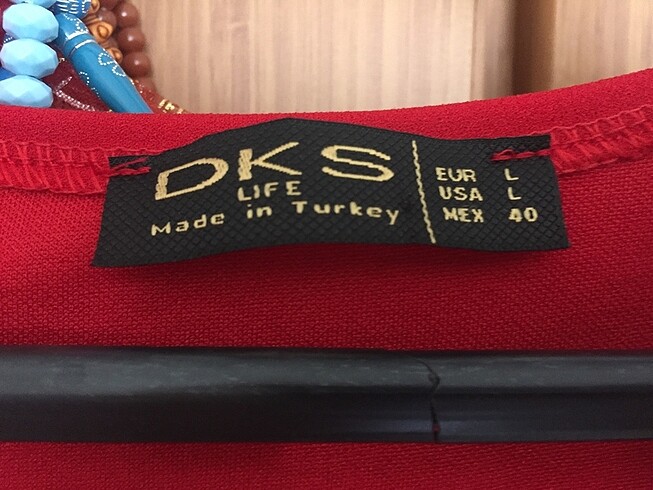 DKS
LIFE
Made in Turkey
EUR L
USA L
MEX 40